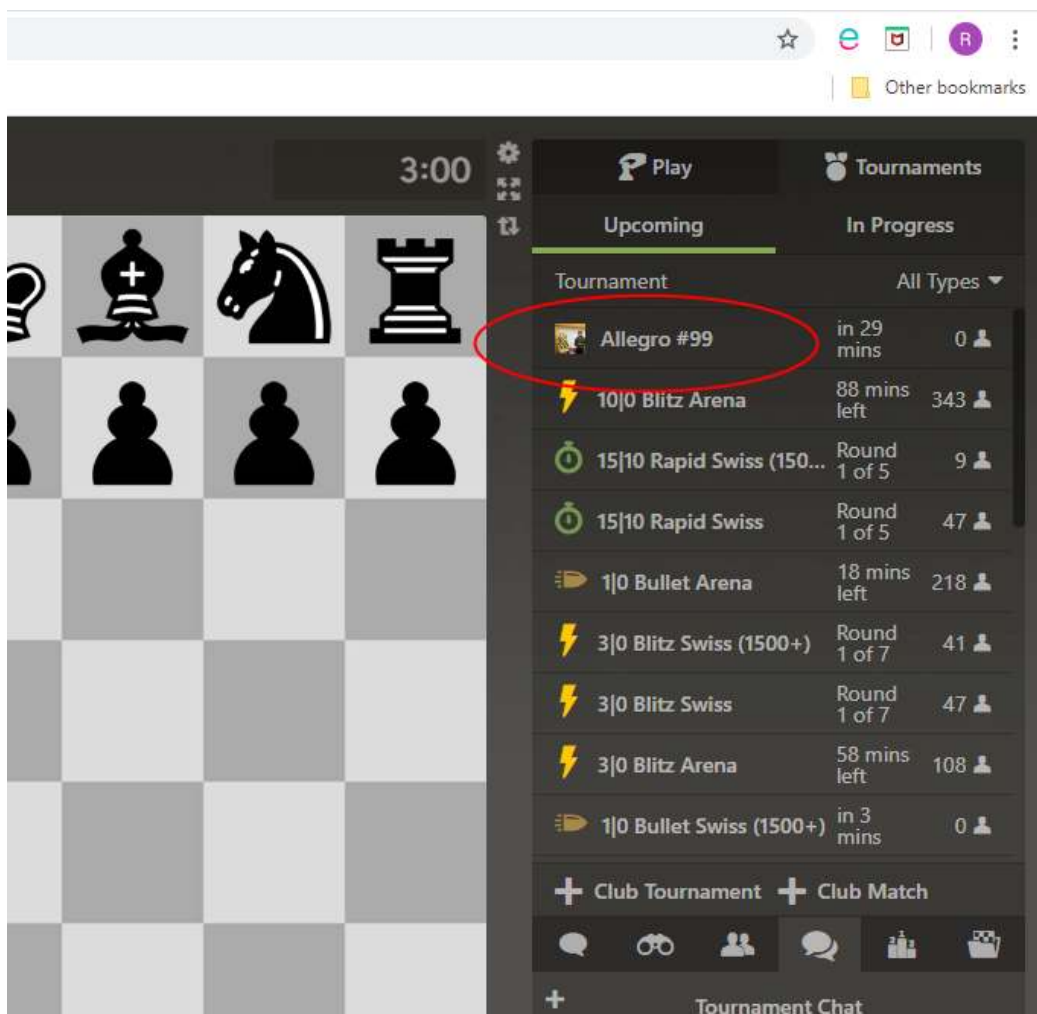 R
Other bookmarks
3:00
Play
Tournaments
Upcoming
In Progress
Tournament
All Types
Allegro #99
in 29
mins
0
10|0 Blitz Arena
88 mins
left
343
15|10 Rapid Swiss (150...
Round
1 of 5
9
15|10 Rapid Swiss
Round
1 of 5
47
1|0 Bullet Arena
18 mins
left
218
3|0 Blitz Swiss (1500+)
Round
1 of 7
41
3|0 Blitz Swiss
Round
1 of 7
47
3|0 Blitz Arena
58 mins
left
108
1|0 Bullet Swiss (1500+)
in 3
mins
0
Club Tournament
Club Match
Tournament Chat